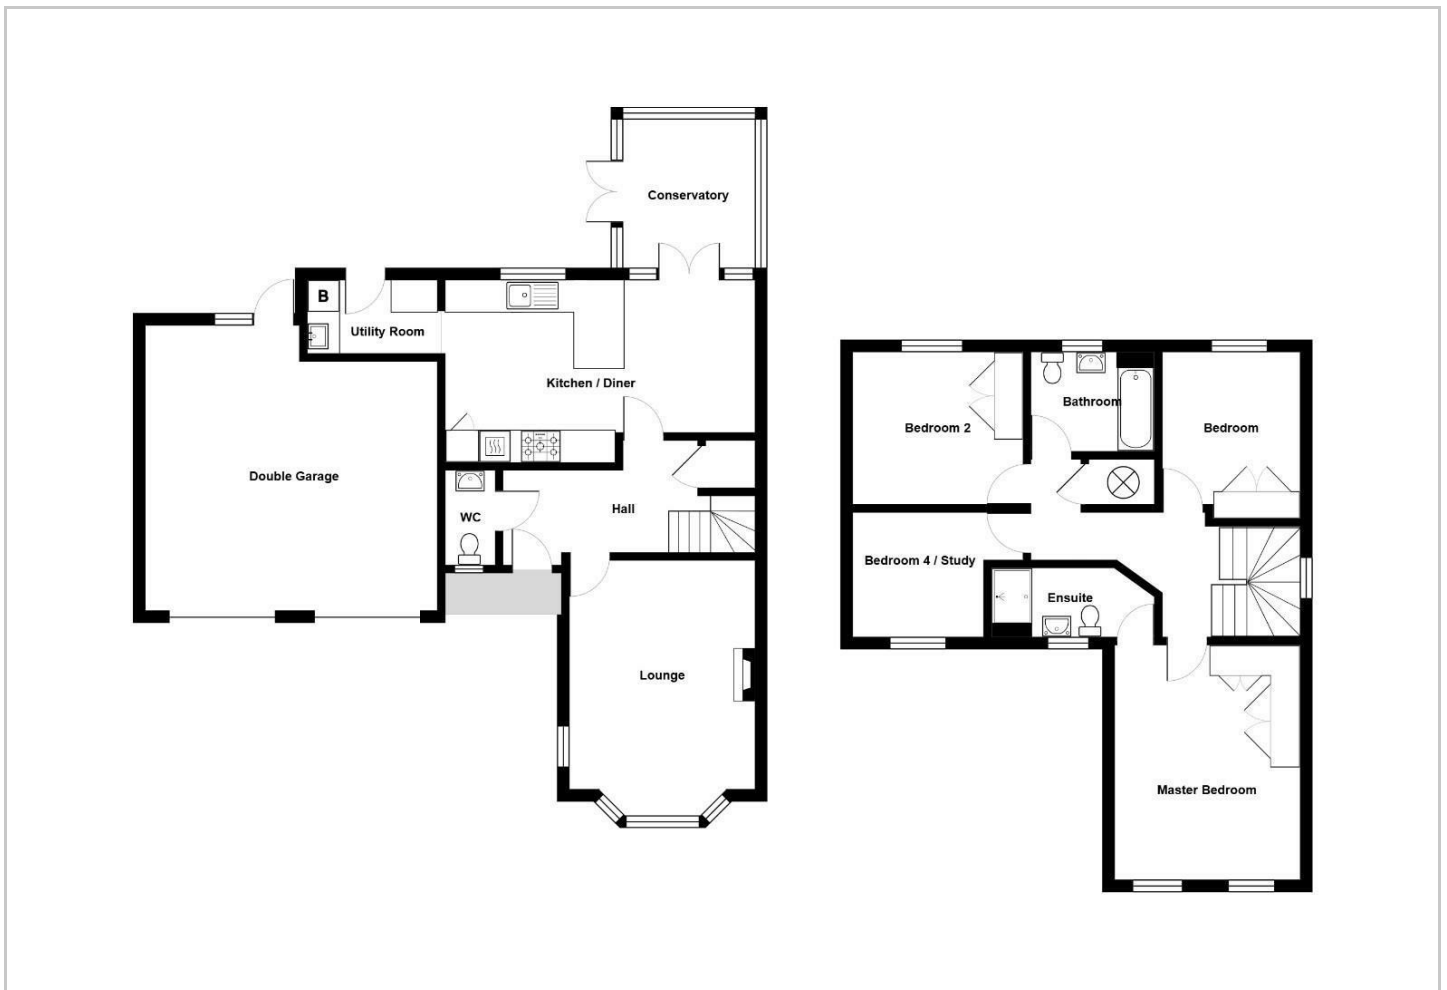 Conservatory
B
Utility Room
Kitchen / Diner
Double Garage
WC
Hall
Lounge
Bedroom 2
Bathroom
Bedroom
Bedroom 4 / Study
Ensuite
Master Bedroom